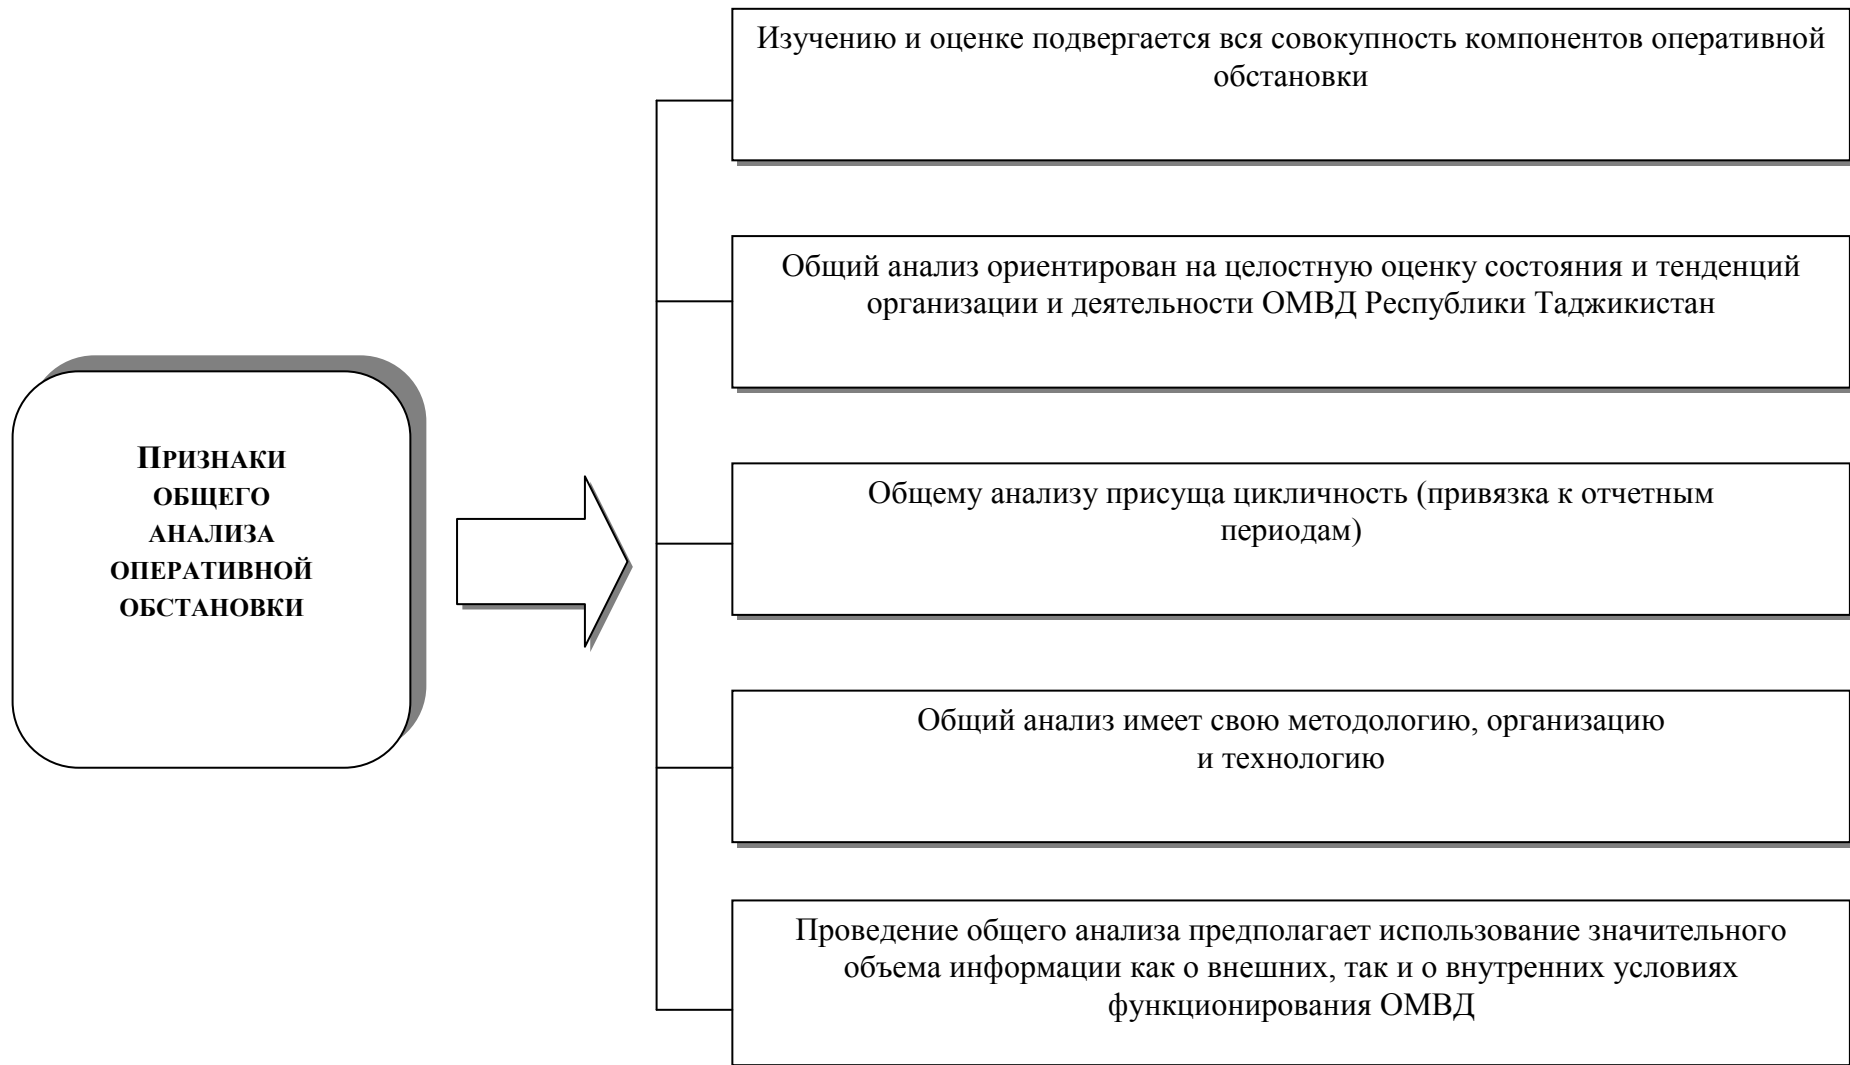 Изучению и оценке подвергается вся совокупность компонентов оперативной
обстановки
Общий анализ ориентирован на целостную оценку состояния и тенденций
организации и деятельности ОМВД Республики Таджикистан
ПРИЗНАКИ
ОБЩЕГО
АНАЛИЗА
ОПЕРАТИВНОЙ
ОБСТАНОВКИ
Общему анализу присуща цикличность (привязка к отчетным
периодам)
Общий анализ имеет свою методологию, организацию
и технологию
Проведение общего анализа предполагает использование значительного
объема информации как о внешних, так и о внутренних условиях
функционирования ОМВД